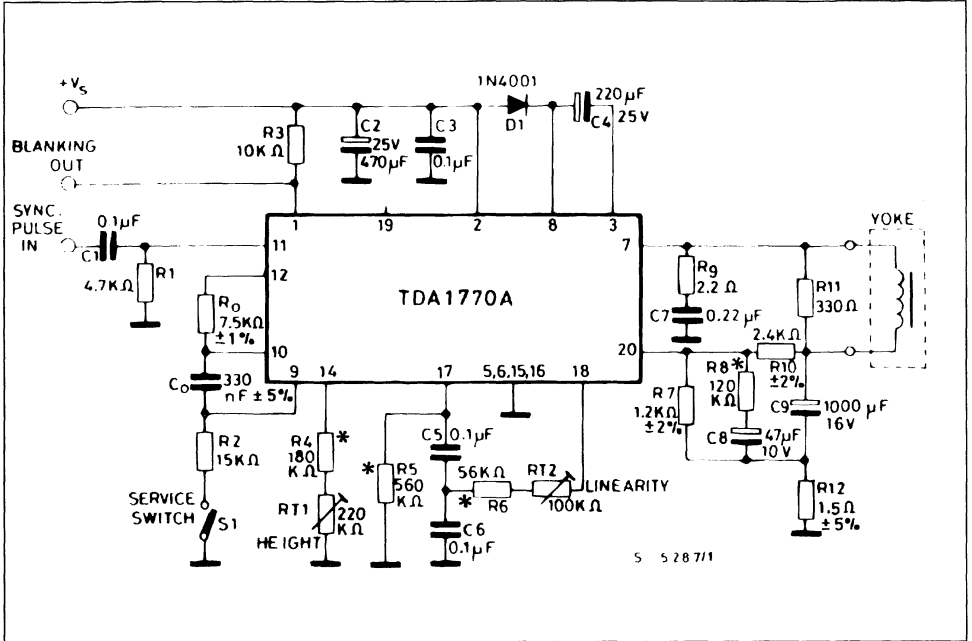 +Vs
1N4001
D1
220 µF
25V
C4
R3
10KΩ
C2
25V
470µF
C3
0.1µF
BLANKING
OUT
SYNC.
PULSE
IN
0.1µF
C1
4.7KΩ
R1
1
19
2
8
3
11
12
10
9
14
17
5,6,15,16
18
7
20
TDA1770A
Ro
7.5KΩ
±1%
Co
330
nF ±5%
R2
15KΩ
SERVICE
SWITCH
S1
R4
*
180
KΩ
RT1
220
KΩ
HEIGHT
*
R5
560
KΩ
C5
0.1µF
56KΩ
*
R6
RT2
100KΩ
LINEARITY
C6
0.1µF
YOKE
R9
2.2Ω
C7
0.22µF
R11
330Ω
2.4KΩ
R10
±2%
R8*
120
KΩ
R7
1.2KΩ
±2%
C9
1000µF
16V
C8
47µF
10V
R12
1.5Ω
±5%
S 5287/1